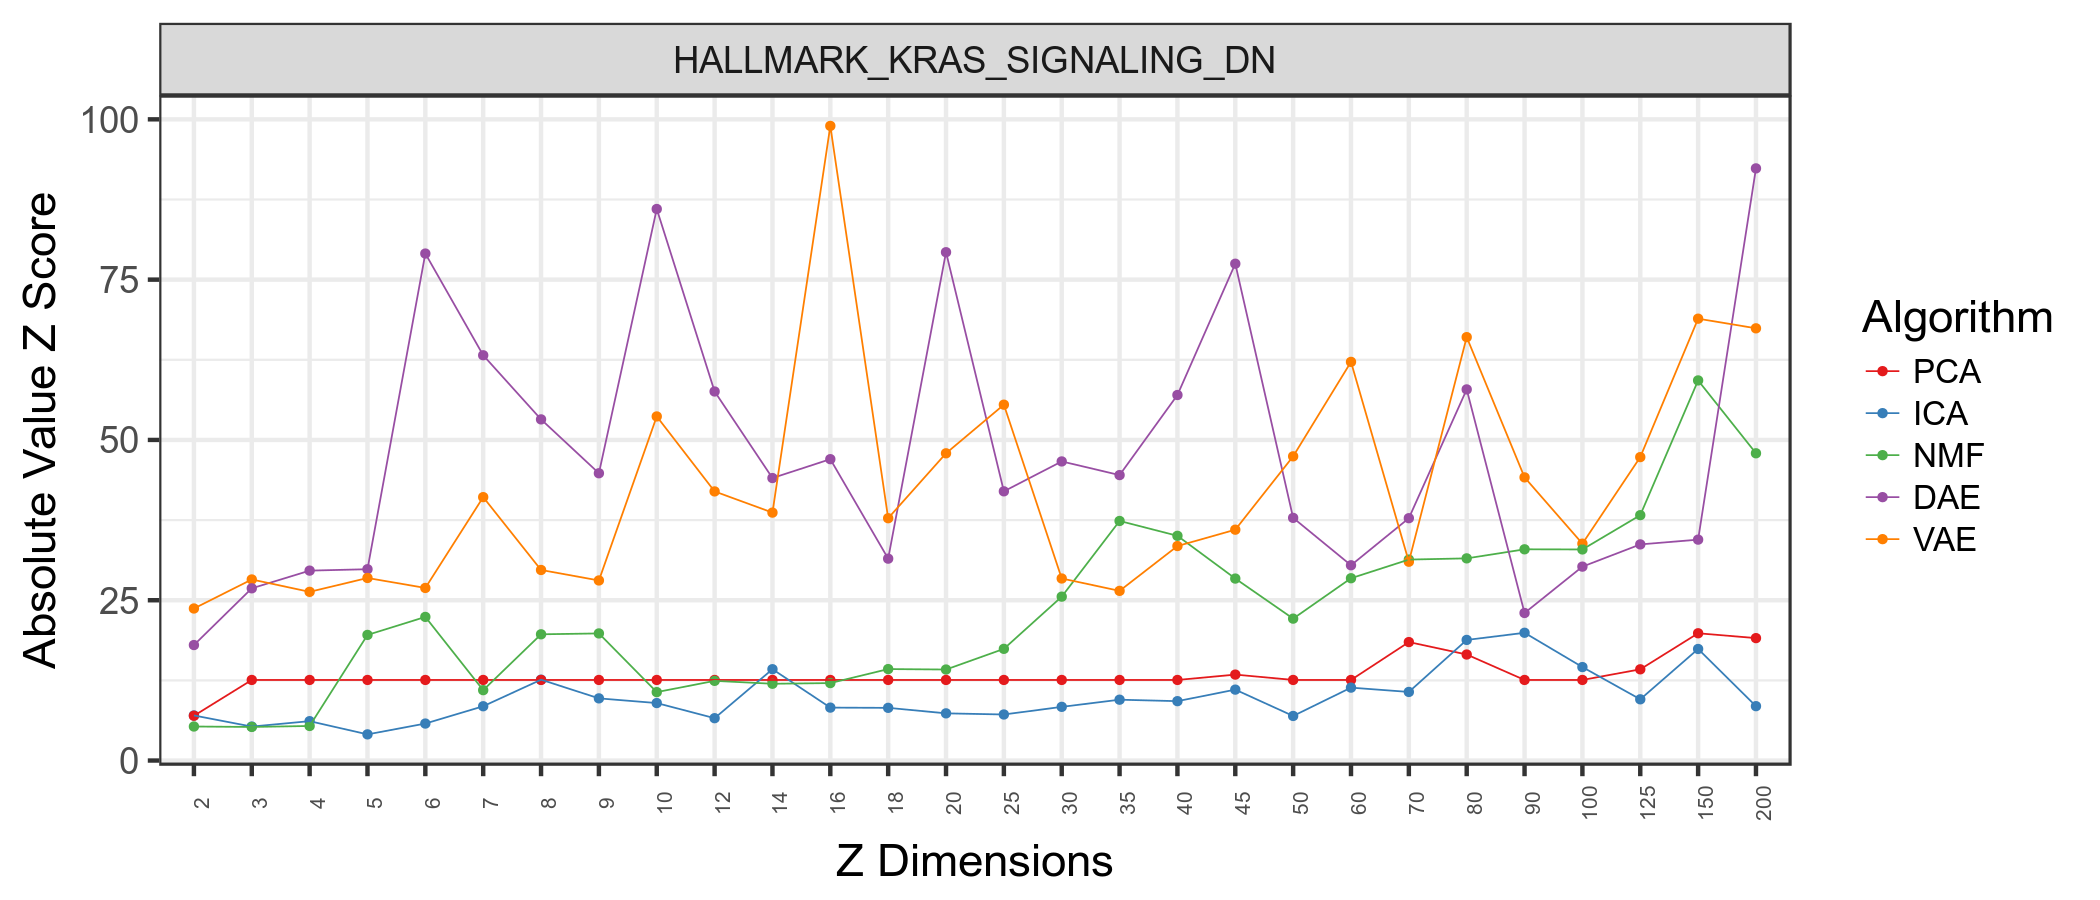 HALLMARK_KRAS_SIGNALING_DN
Absolute Value Z Score
100
75
50
25
0
2 3 4 5 6 7 8 9 10 12 14 16 18 20 25 30 35 40 45 50 60 70 80 90 100 125 150 200
Z Dimensions
Algorithm
PCA
ICA
NMF
DAE
VAE